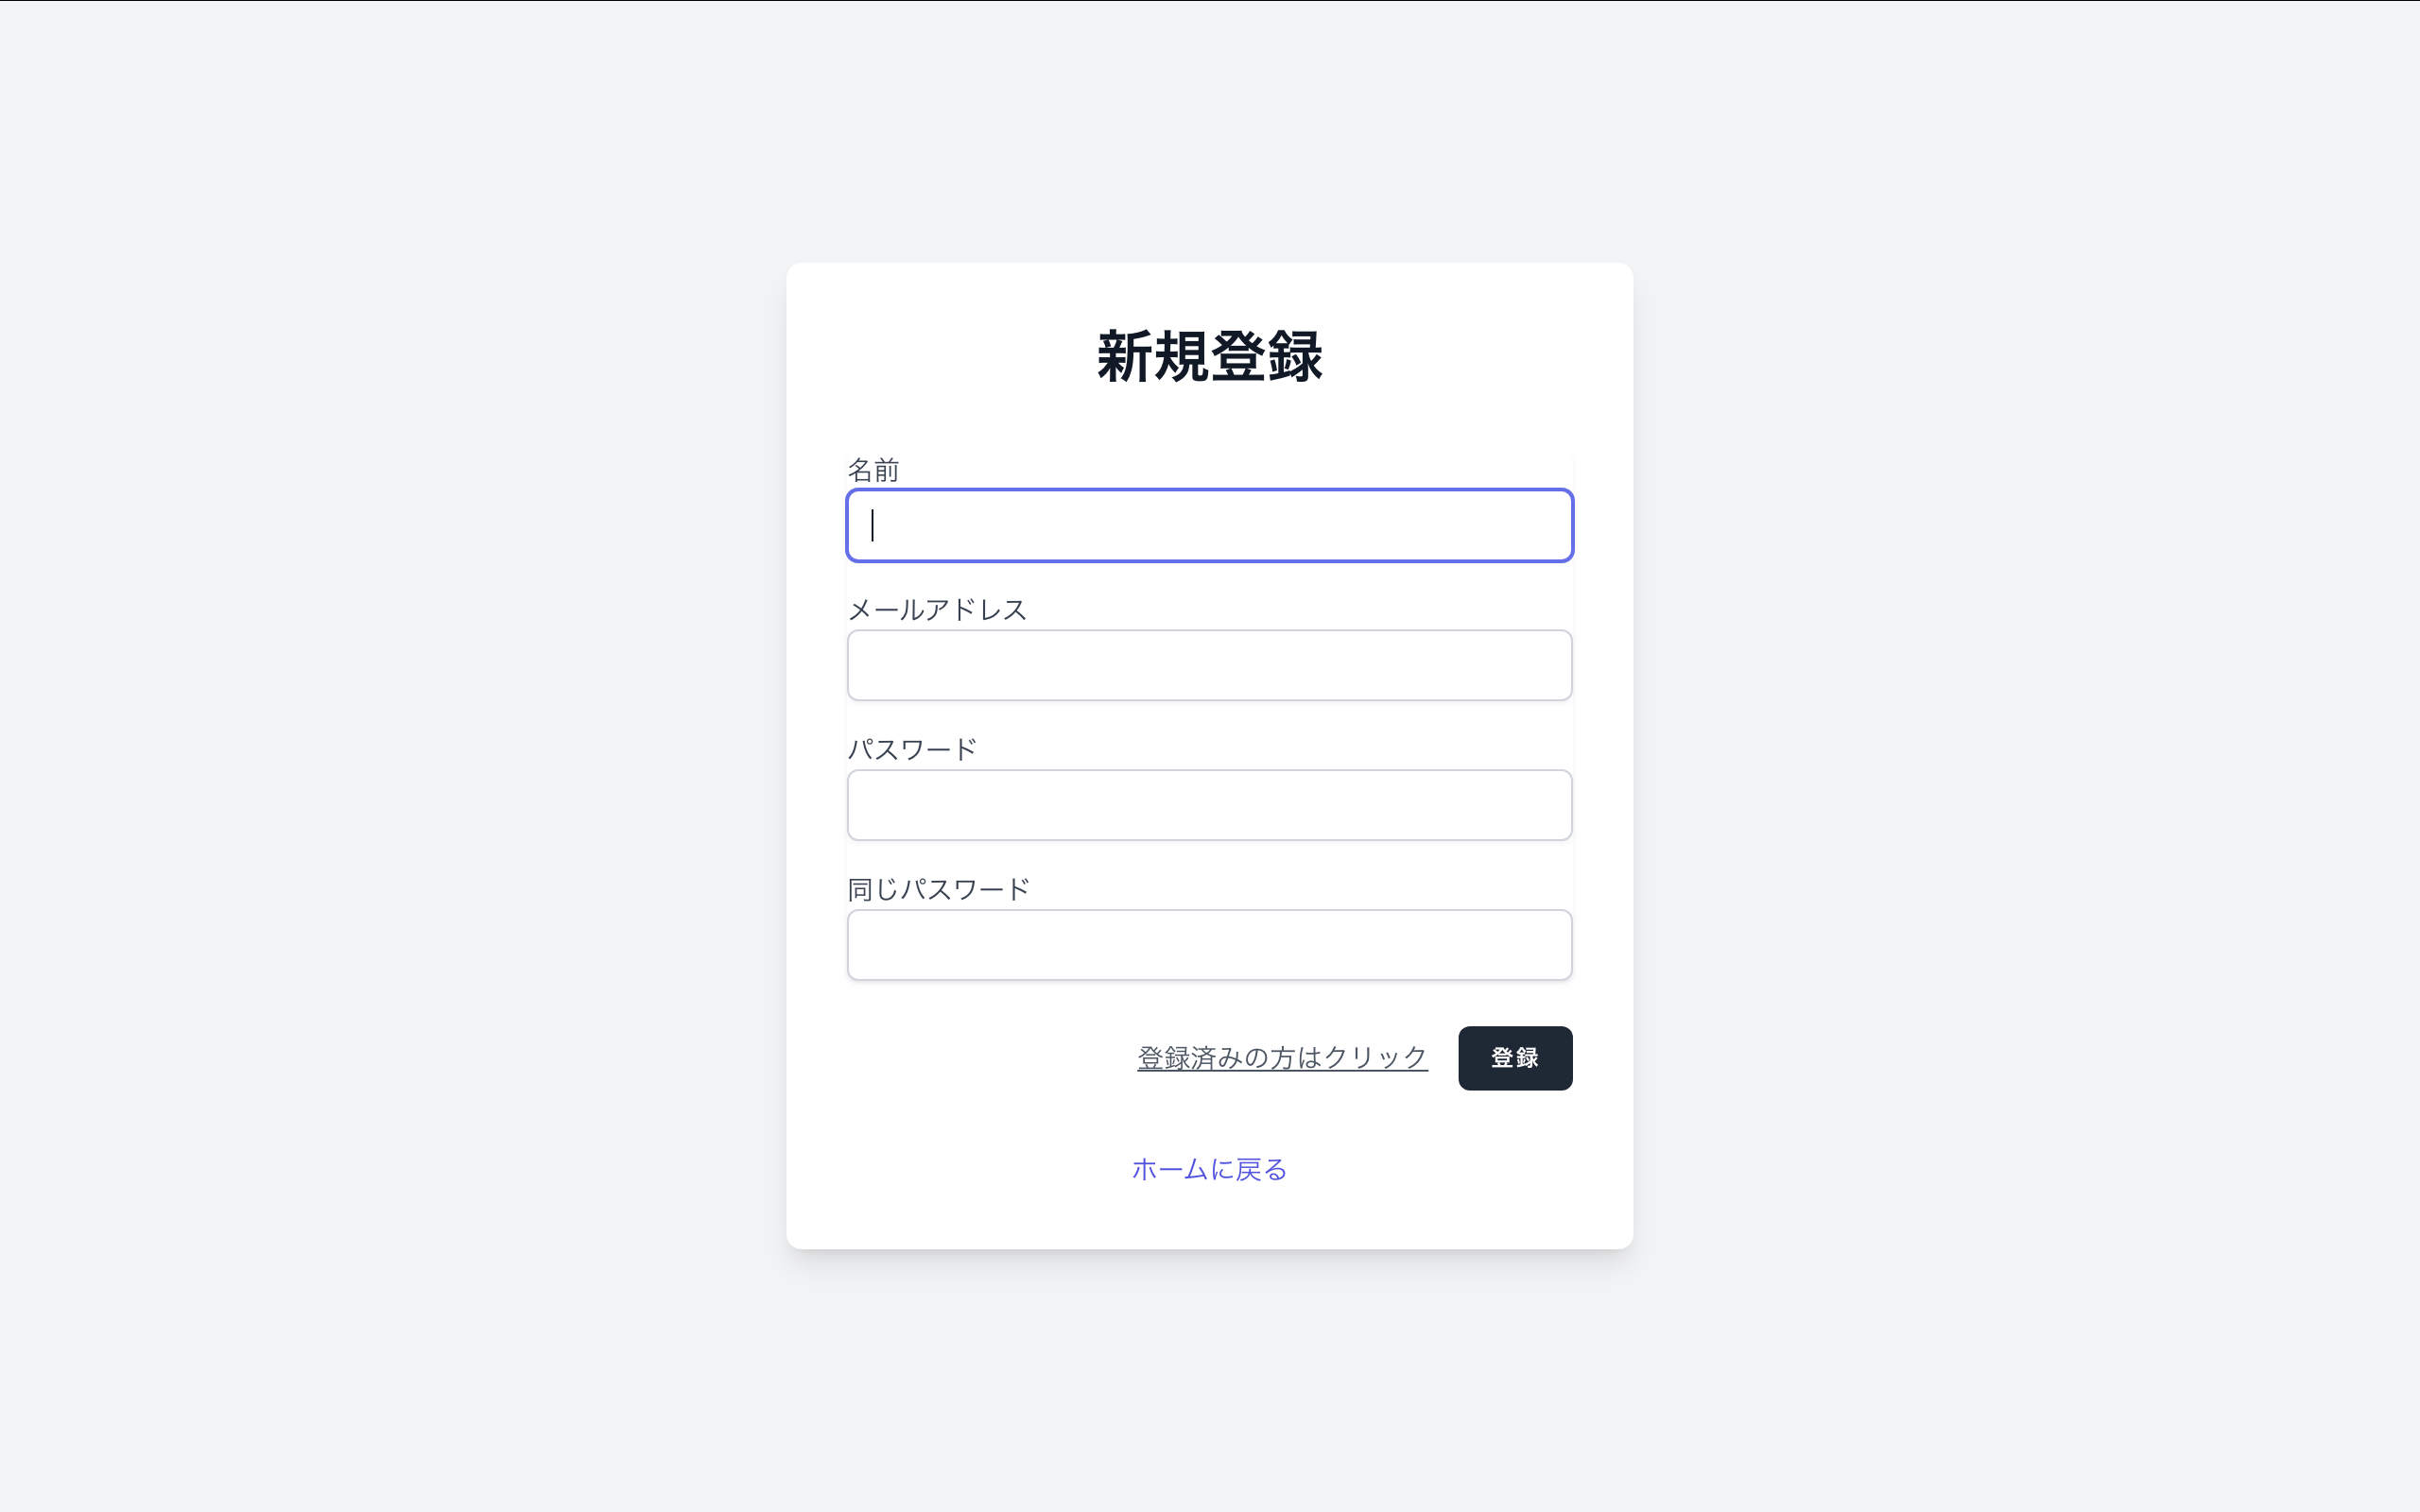 新規登録
名前
メールアドレス
パスワード
同じパスワード
登録済みの方はクリック
登録
ホームに戻る